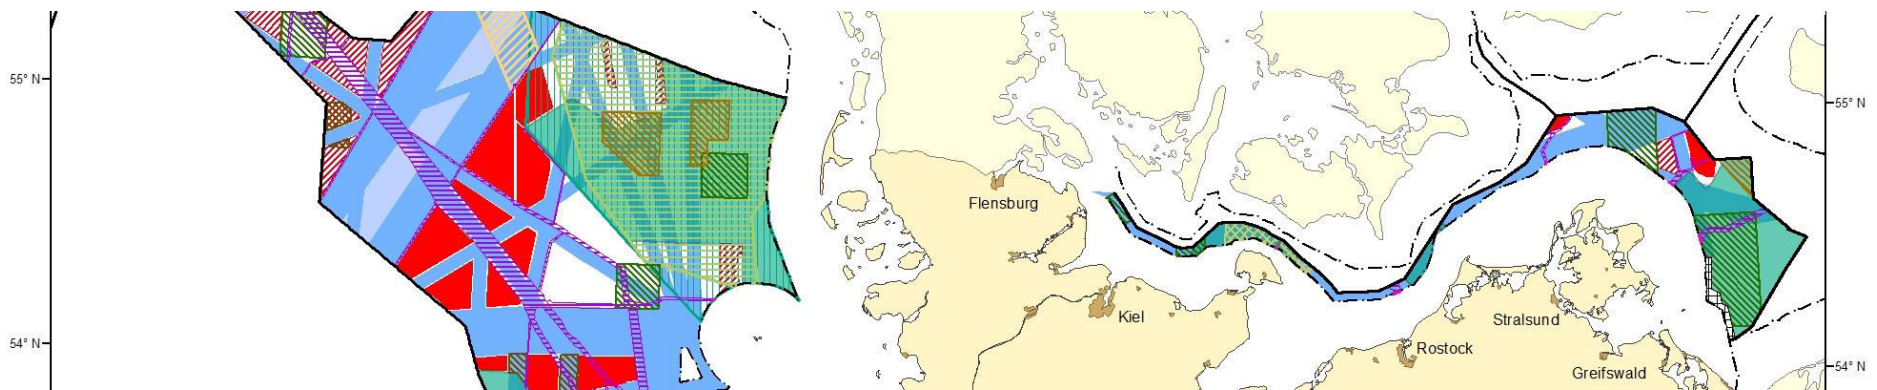 55° N
55° N
Flensburg
Kiel
Stralsund
54° N
Rostock
54° N
Greifswald